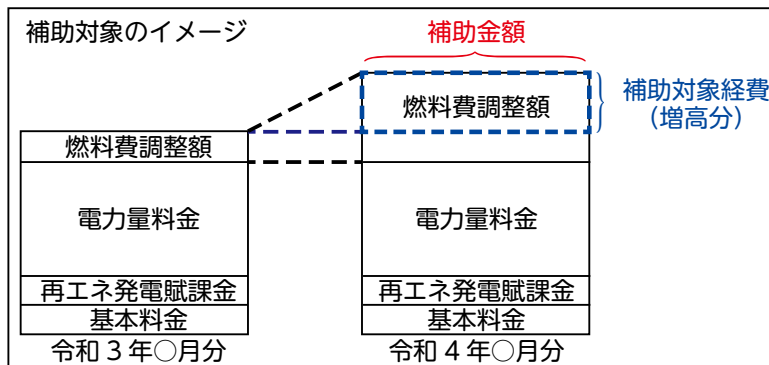 補助対象のイメージ
補助金額
燃料費調整額
補助対象経費
（増高分）
燃料費調整額
電力量料金
電力量料金
再エネ発電賦課金
再エネ発電賦課金
基本料金
基本料金
令和３年○月分
令和４年○月分